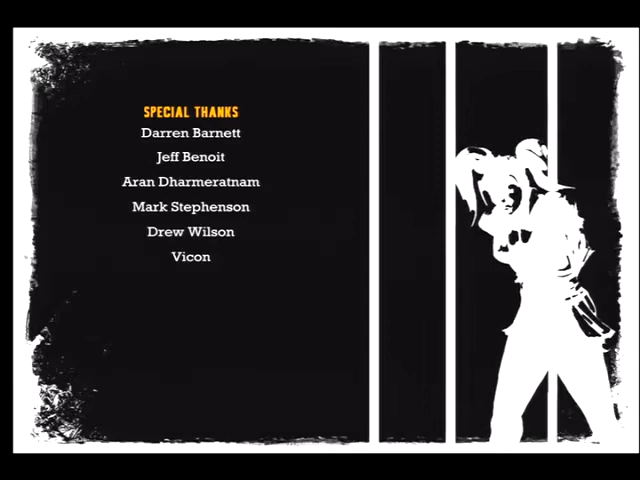 SPECIAL THANKS
Darren Barnett
Jeff Benoit
Aran Dharmeratnam
Mark Stephenson
Drew Wilson
Vicon